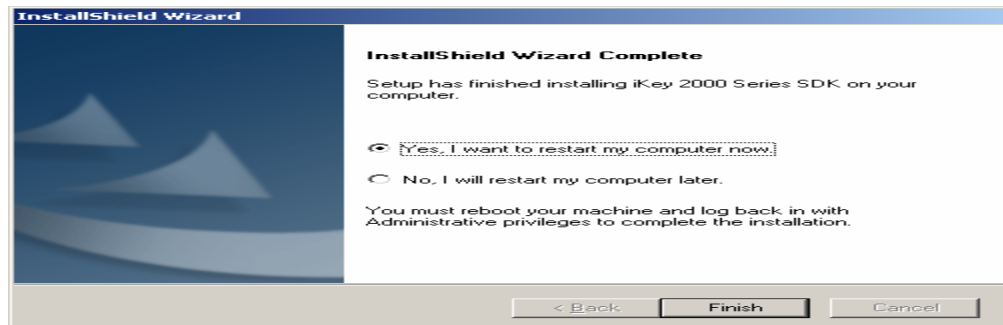 InstallShield Wizard
InstallShield Wizard Complete
Setup has finished installing iKey 2000 Series SDK on your
computer.
Yes, I want to restart my computer now.
No, I will restart my computer later.
You must reboot your machine and log back in with
Administrative privileges to complete the installation.
< Back Finish Cancel